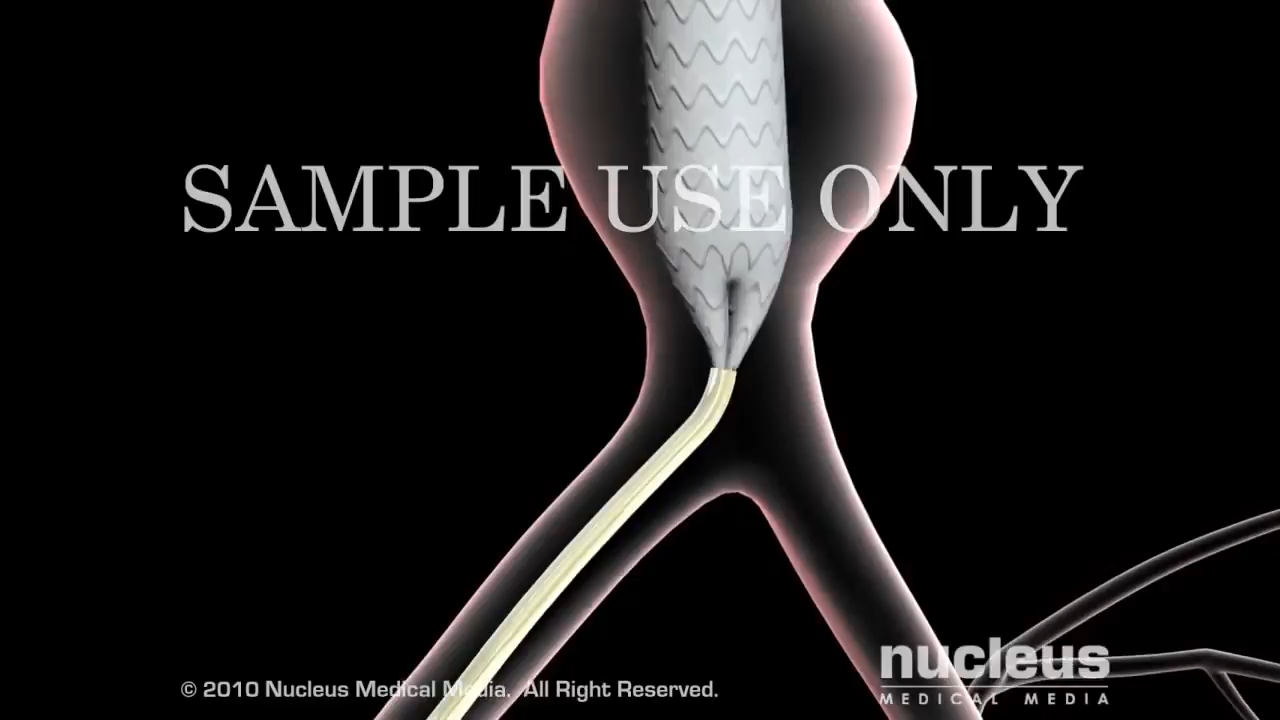 SAMPLE USE ONLY
© 2010 Nucleus Medical Media. All Right Reserved.
nucleus
MEDICAL MEDIA